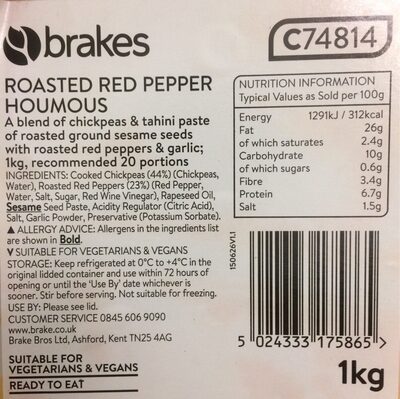 brakes
C74814
ROASTED RED PEPPER
HOUMOUS
A blend of chickpeas & tahini paste
of roasted ground sesame seeds
with roasted red peppers & garlic;
1kg, recommended 20 portions
INGREDIENTS: Cooked Chickpeas (44%) (Chickpeas,
Water), Roasted Red Peppers (23%) (Red Pepper,
Water, Salt, Sugar, Red Wine Vinegar), Rapeseed Oil,
Sesame Seed Paste, Acidity Regulator (Citric Acid),
Salt, Garlic Powder, Preservative (Potassium Sorbate).
▲ ALLERGY ADVICE: Allergens in the ingredients list
are shown in Bold.
V SUITABLE FOR VEGETARIANS & VEGANS
STORAGE: Keep refrigerated at 0°C to +4°C in the
original lidded container and use within 72 hours of
opening or until the 'Use By' date whichever is
sooner. Stir before serving. Not suitable for freezing.
USE BY: Please see lid.
CUSTOMER SERVICE 0845 606 9090
www.brake.co.uk
Brake Bros Ltd, Ashford, Kent TN25 4AG
SUITABLE FOR
VEGETARIANS & VEGANS
READY TO EAT
NUTRITION INFORMATION
Typical Values as Sold per 100g
Energy 1291kJ / 312kcal
Fat 26g
of which saturates 2.4g
Carbohydrate 10g
of which sugars 0.6g
Fibre 3.4g
Protein 6.7g
Salt 1.5g
150626V1.1
5 024333 175865 >
1kg